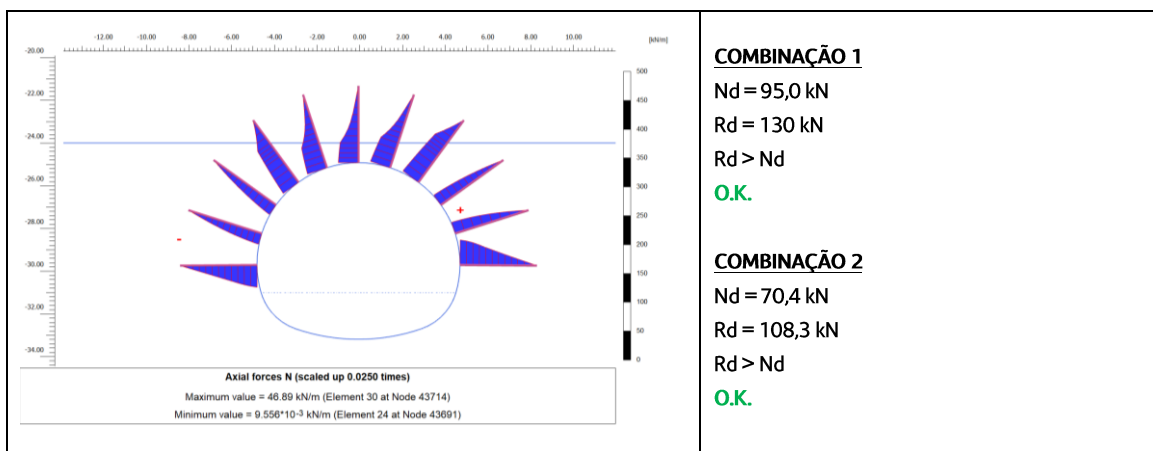 -12.00 -10.00 -8.00 -6.00 -4.00 -2.00 0.00 2.00 4.00 6.00 8.00 10.00
[kN/m]
-20.00
-22.00
-24.00
-26.00
-28.00
-30.00
-32.00
-34.00
500
450
400
350
300
250
200
150
100
50
0
+
-
Axial forces N (scaled up 0.0250 times)
Maximum value = 46.89 kN/m (Element 30 at Node 43714)
Minimum value = 9.556*10-3 kN/m (Element 24 at Node 43691)
COMBINAÇÃO 1
Nd = 95,0 kN
Rd = 130 kN
Rd > Nd
O.K.
COMBINAÇÃO 2
Nd = 70,4 kN
Rd = 108,3 kN
Rd > Nd
O.K.